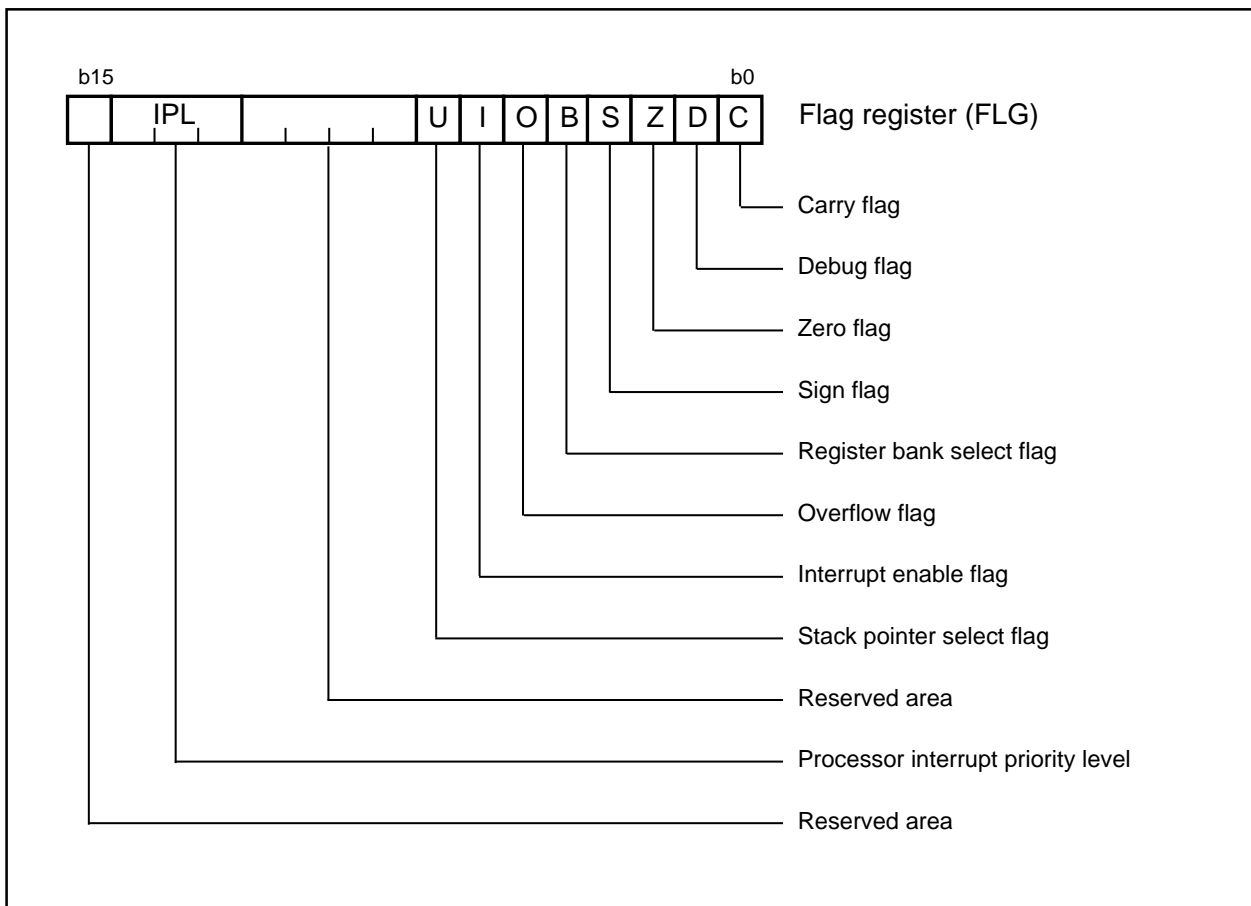 b15 b0
IPL U I O B S Z D C Flag register (FLG)
Carry flag
Debug flag
Zero flag
Sign flag
Register bank select flag
Overflow flag
Interrupt enable flag
Stack pointer select flag
Reserved area
Processor interrupt priority level
Reserved area